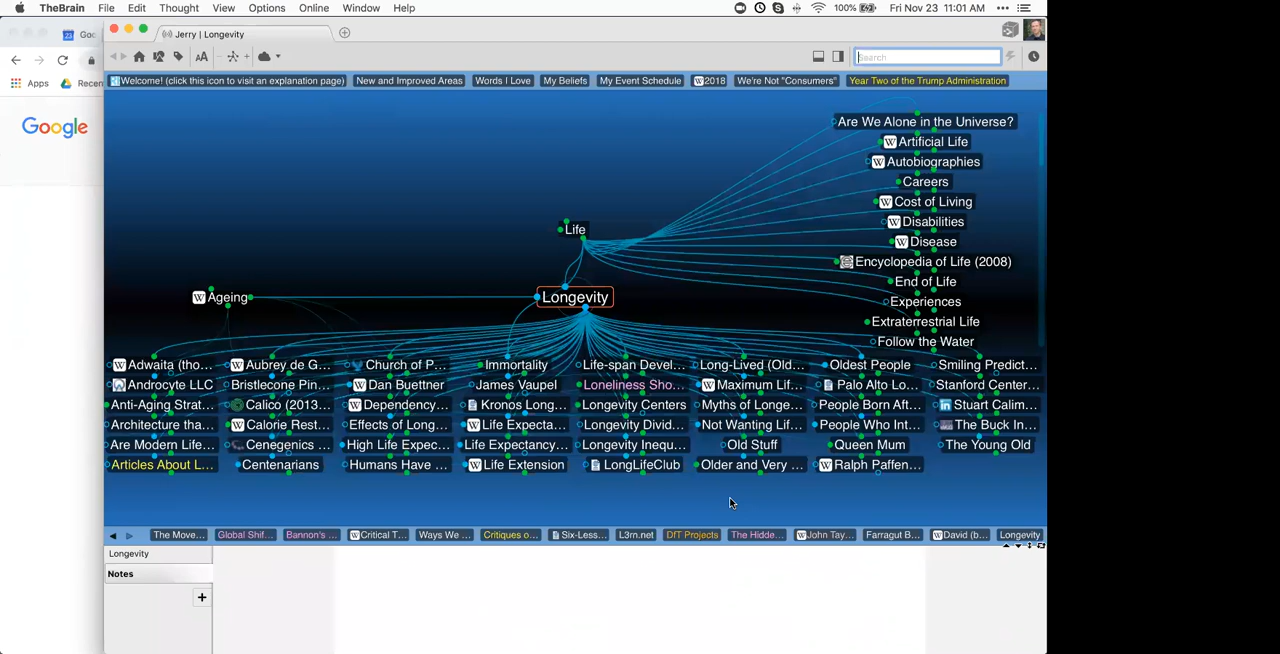 TheBrain File Edit Thought View Options Online Window Help 100% Fri Nov 23 11:01 AM
23 Goo Jerry | Longevity
AA Search
Apps Recen
Welcome! (click this icon to visit an explanation page) New and Improved Areas Words I Love My Beliefs My Event Schedule W 2018 We're Not "Consumers" Year Two of the Trump Administration
Google
Are We Alone in the Universe?
W Artificial Life
W Autobiographies
Careers
W Cost of Living
W Disabilities
Life
W Disease
Encyclopedia of Life (2008)
End of Life
W Ageing Longevity
Experiences
Extraterrestrial Life
Follow the Water
W Adwaita (tho... W Aubrey de G... Church of P... Immortality Life-span Devel... Long-Lived (Old... Oldest People Smiling Predict...
Androcyte LLC Bristlecone Pin... W Dan Buettner James Vaupel Loneliness Sho... W Maximum Lif... Palo Alto Lo... Stanford Center...
Anti-Aging Strat... Calico (2013... W Dependency... Kronos Long... Longevity Centers Myths of Longe... People Born Aft... in Stuart Calim...
Architecture tha... W Calorie Rest... Effects of Long... W Life Expecta... Longevity Divid... Not Wanting Lif... People Who Int... The Buck In...
Are Modern Life... Cenegenics ... High Life Expec... Life Expectancy... Longevity Inequ... Old Stuff Queen Mum The Young Old
Articles About L... Centenarians Humans Have ... W Life Extension LongLifeClub Older and Very ... W Ralph Paffen...
The Move... Global Shif... Bannon's ... W Critical T... Ways We ... Critiques o... Six-Less... L3rn.net DfT Projects The Hidde... W John Tay... Farragut B... W David (b... Longevity
Longevity
Notes
+